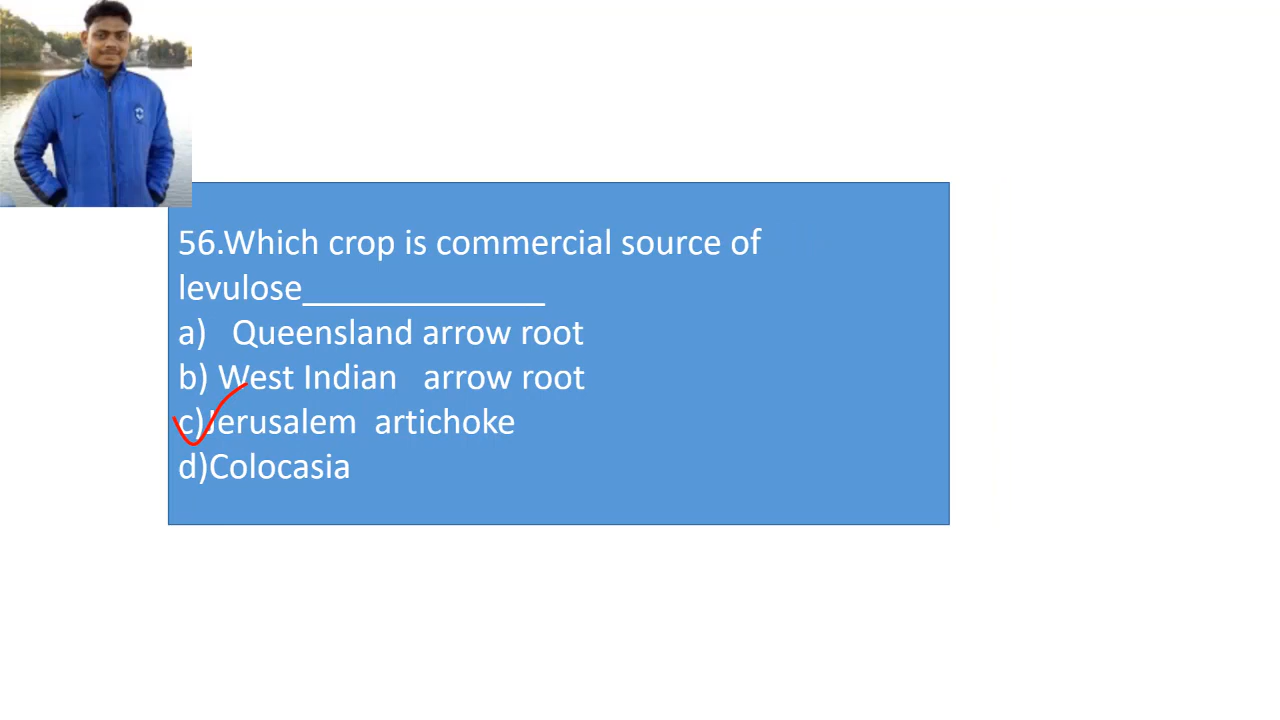 56.Which crop is commercial source of
levulose_____________
a) Queensland arrow root
b) West Indian arrow root
c)Jerusalem artichoke
d)Colocasia